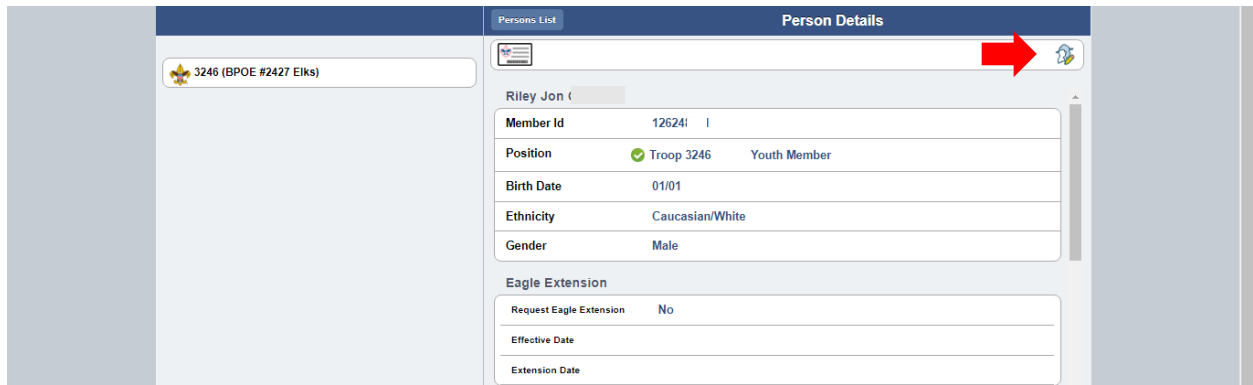 Persons List
Person Details
3246 (BPOE #2427 Elks)
Riley Jon
Member Id
Position Troop 3246 Youth Member
Birth Date 01/01
Ethnicity Caucasian/White
Gender Male
Eagle Extension
Request Eagle Extension No
Effective Date
Extension Date